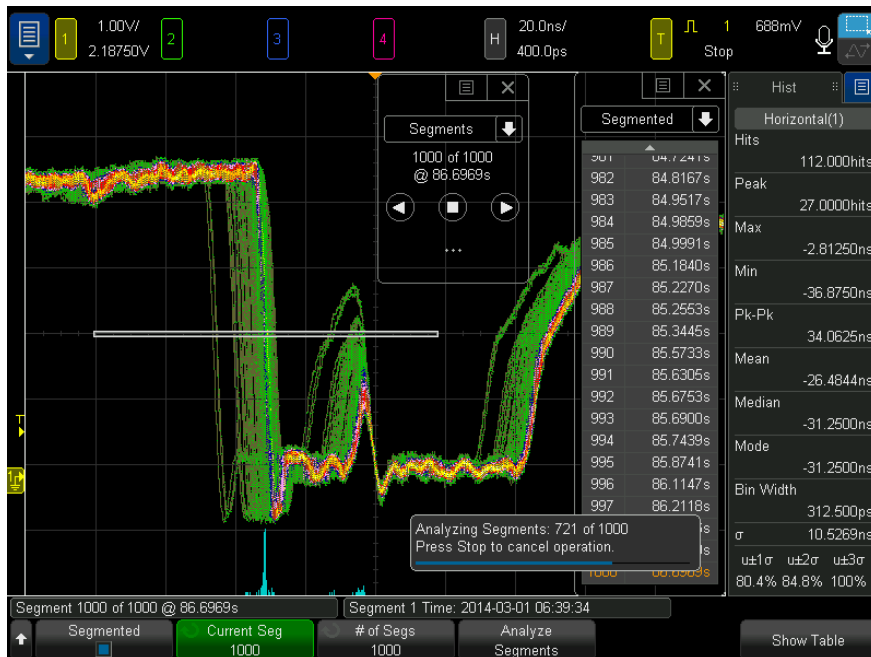 1
1.00V/
2.18750V
2
3
4
H
20.0ns/
400.0ps
T
1
688mV
Stop
Segments
1000 of 1000
@ 86.6969s
...
Segmented
982 84.8167s
983 84.9517s
984 84.9859s
985 84.9991s
986 85.1840s
987 85.2270s
988 85.2553s
989 85.3445s
990 85.5733s
991 85.6305s
992 85.6753s
993 85.6900s
994 85.7439s
995 85.8741s
996 86.1147s
997 86.2118s
Hist
Horizontal(1)
Hits
112.000hits
Peak
27.0000hits
Max
-2.81250ns
Min
-36.8750ns
Pk-Pk
34.0625ns
Mean
-26.4844ns
Median
-31.2500ns
Mode
-31.2500ns
Bin Width
312.500ps
σ 10.5269ns
u±1σ u±2σ u±3σ
80.4% 84.8% 100%
T
1
Analyzing Segments: 721 of 1000
Press Stop to cancel operation.
Segment 1000 of 1000 @ 86.6969s
Segment 1 Time: 2014-03-01 06:39:34
Segmented
Current Seg
1000
# of Segs
1000
Analyze
Segments
Show Table